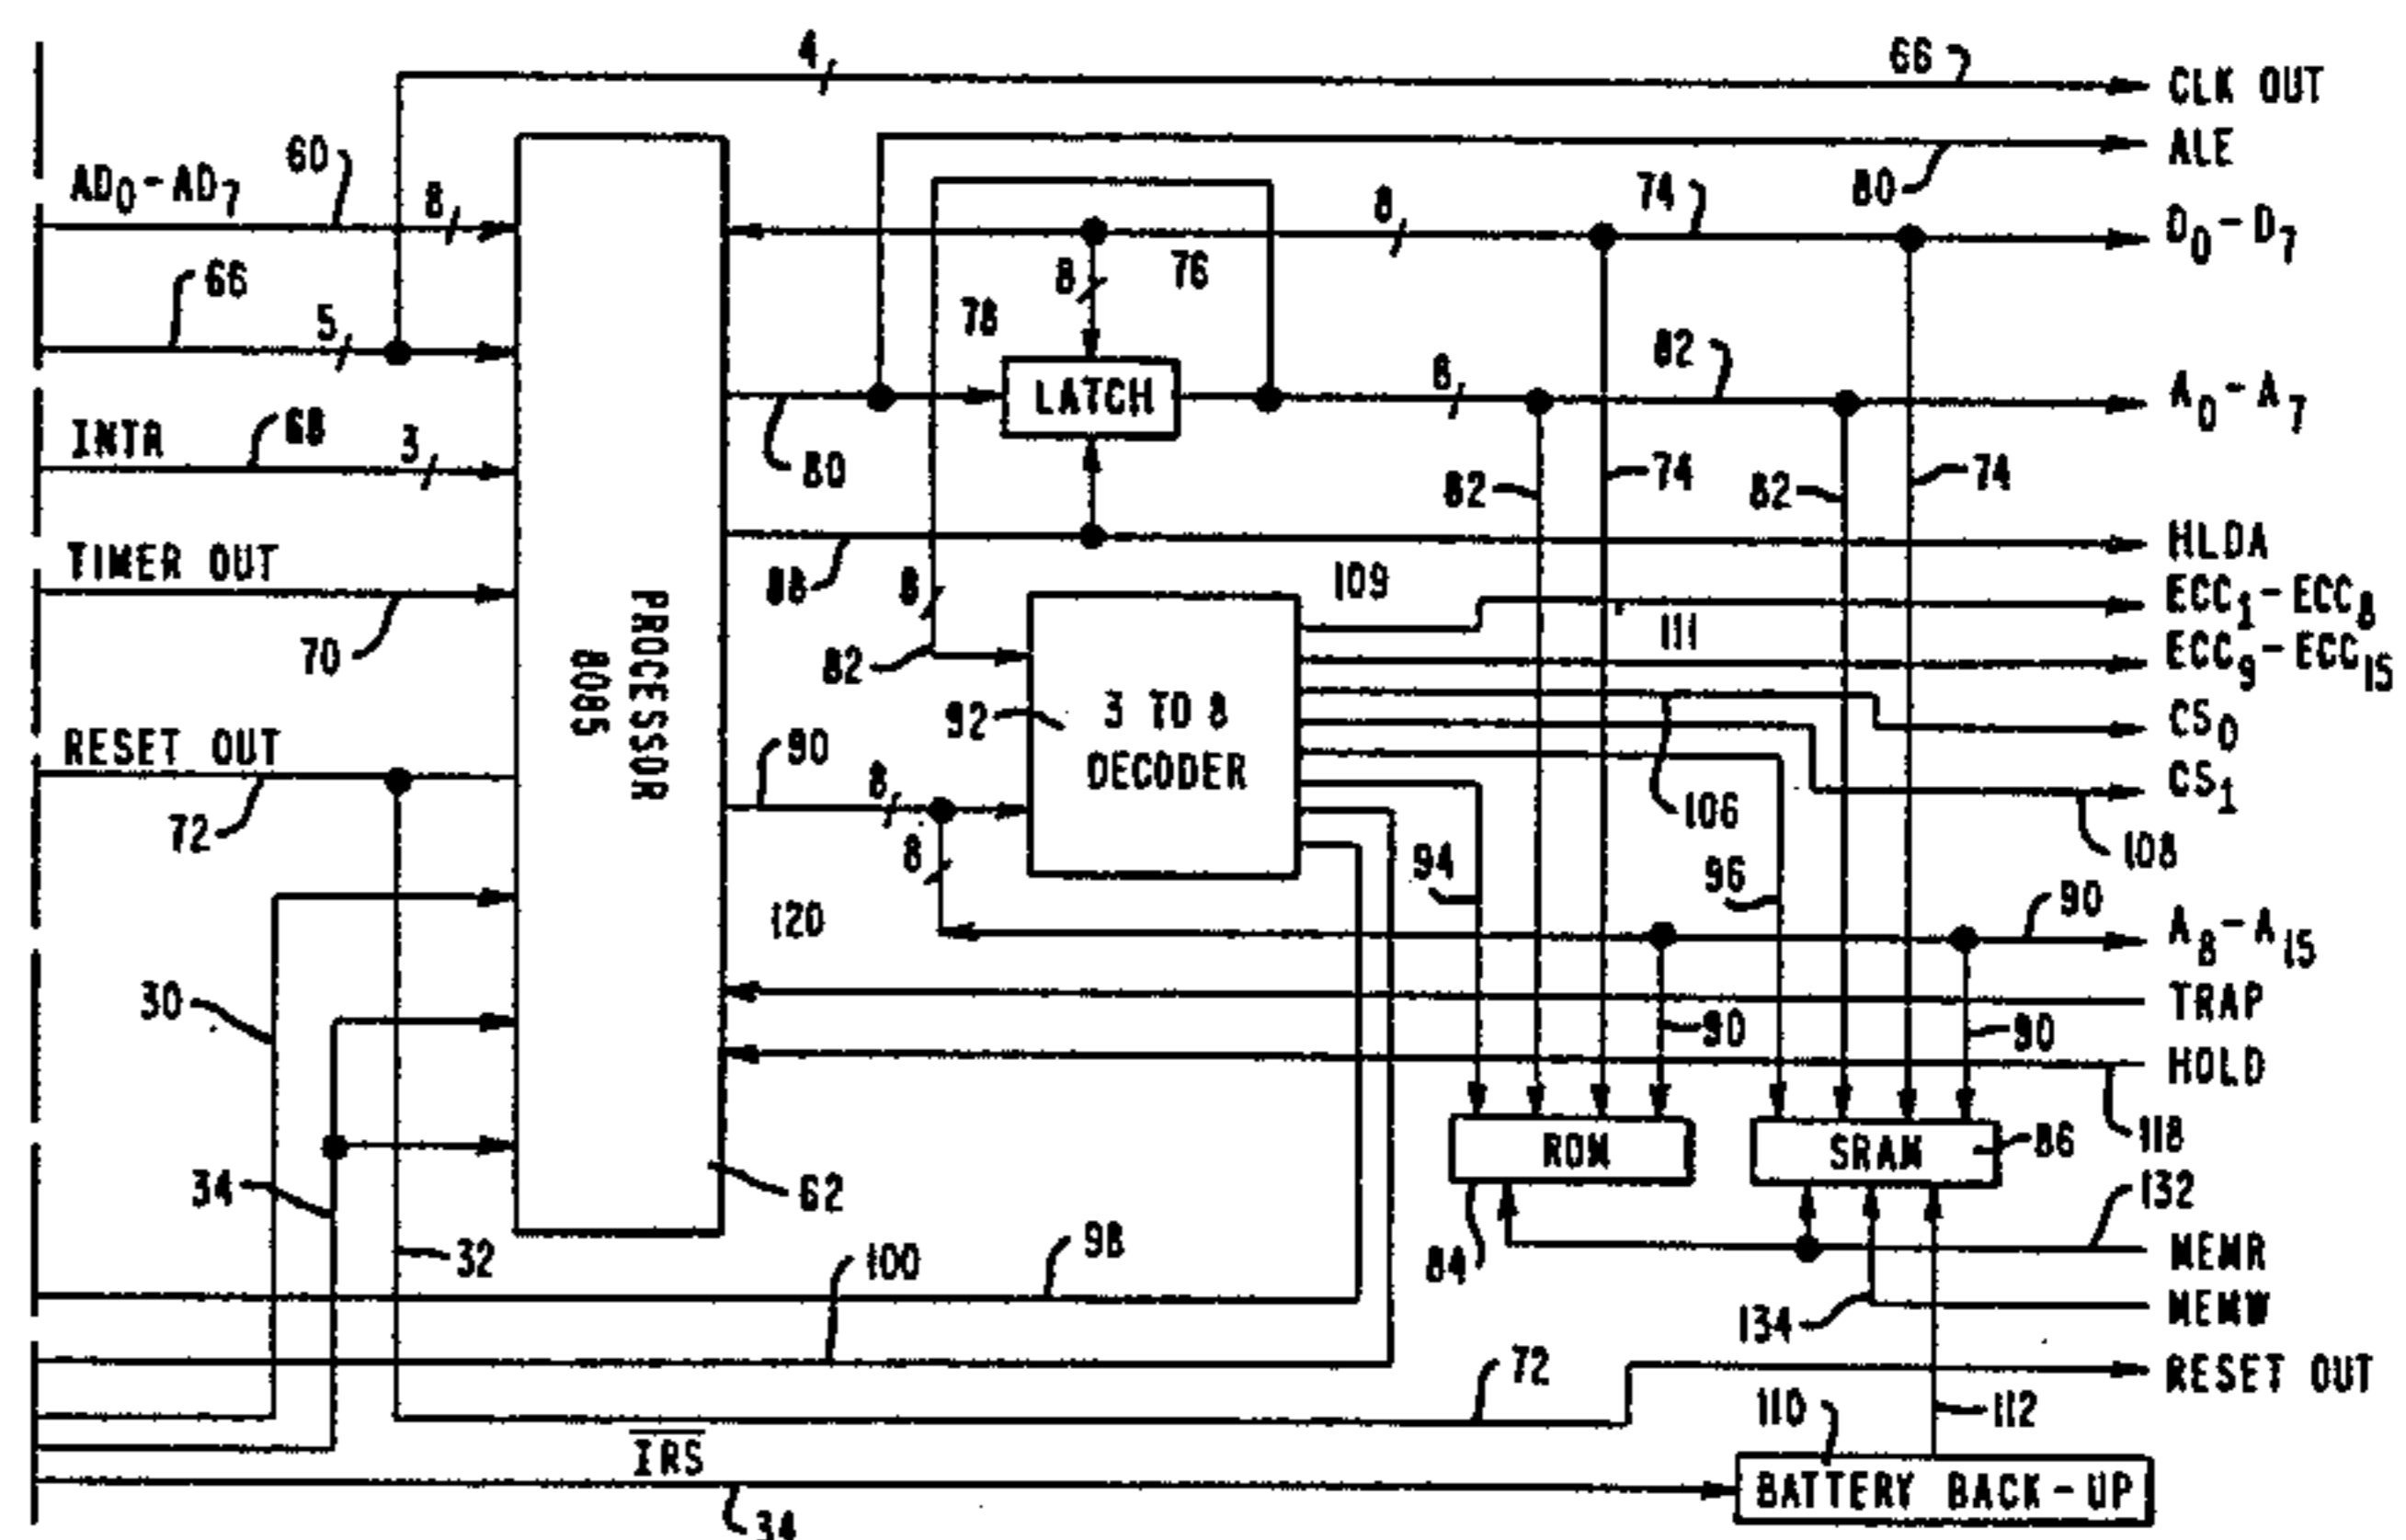 4
66
CLK OUT
60
AD0-AD7
8
ALE
80
74
8
D0-D7
66
5
8
76
78
82
LATCH
8
A0-A7
INTR
68
3
80
82
74
82
74
TIMER OUT
70
88
8
109
HLDA
ECC1-ECC8
111
ECC9-ECC15
82
PROCESSOR
8085
92
3 TO 8
DECODER
CS0
RESET OUT
72
90
8
8
106
CS1
108
94
96
120
90
A8-A15
30
TRAP
90
90
HOLD
118
34
62
ROM
SRAM
86
132
32
98
100
84
MEMR
134
MEMW
72
RESET OUT
110
112
IRS
34
BATTERY BACK-UP